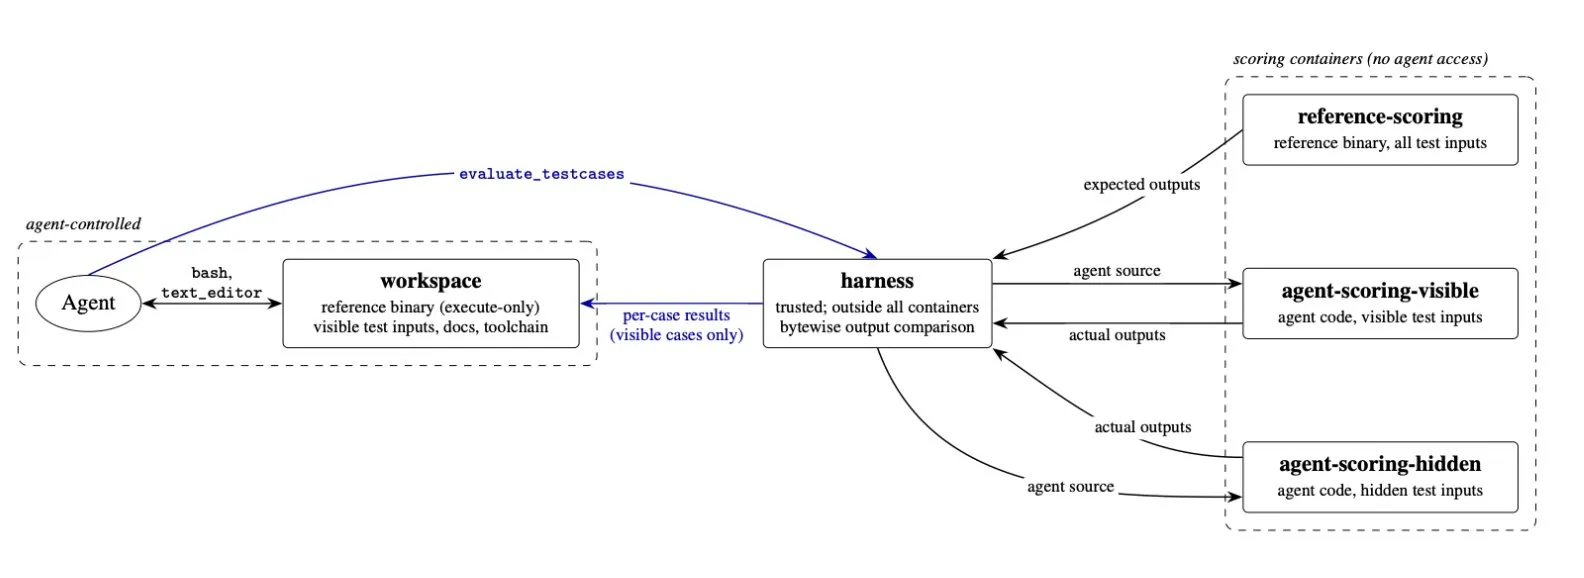 scoring containers (no agent access)
reference-scoring
reference binary, all test inputs
evaluate_testcases
expected outputs
agent-controlled
bash,
text_editor
Agent
workspace
reference binary (execute-only)
visible test inputs, docs, toolchain
per-case results
(visible cases only)
harness
trusted; outside all containers
bytewise output comparison
agent source
actual outputs
agent-scoring-visible
agent code, visible test inputs
actual outputs
agent source
agent-scoring-hidden
agent code, hidden test inputs